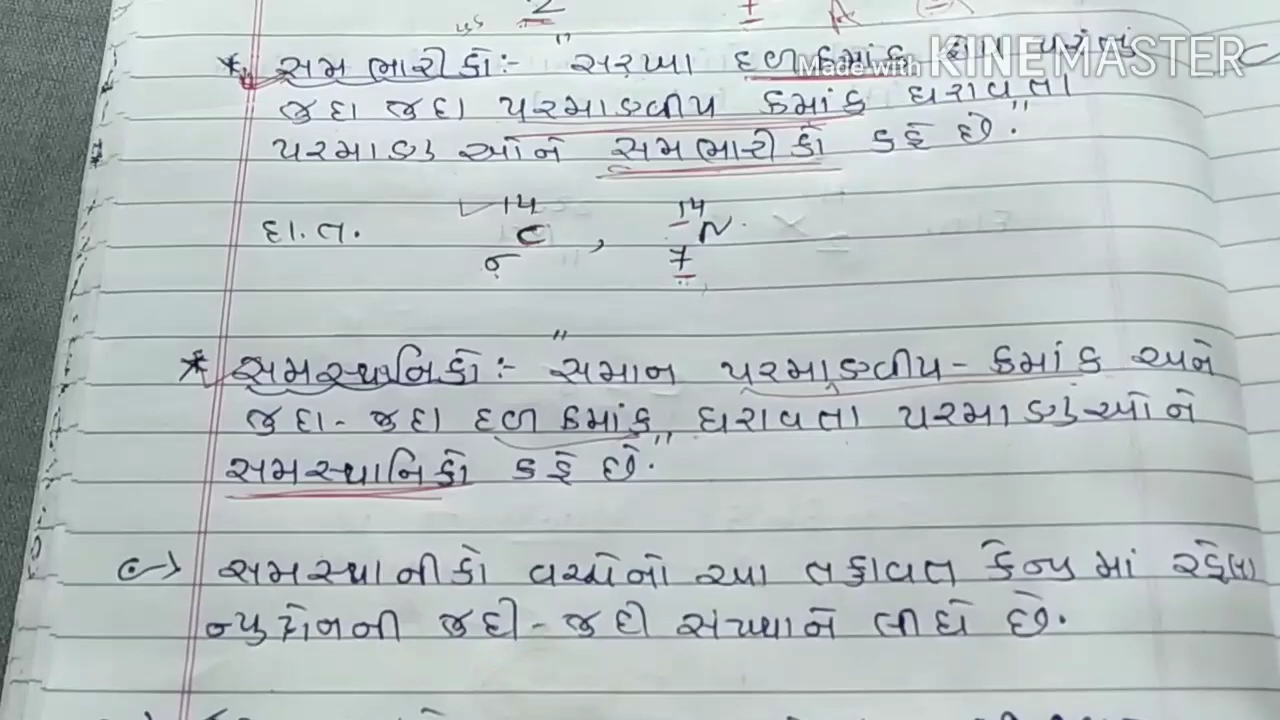 * સમભારીકો:- "સરખા દળ ક્રમાંક હોય પરંતુ
Made with KINEMASTER
જુદા જુદા પરમાણ્વીય ક્રમાંક ધરાવતા
પરમાણુઓને સમભારીકો કહે છે."
દા.ત. 14 C 6 , 14 N 7
* સમસ્થાનિકો:- "સમાન પરમાણ્વીય-ક્રમાંક અને
જુદા-જુદા દળ ક્રમાંક ધરાવતા પરમાણુઓને
સમસ્થાનિકો કહે છે."
સમસ્થાનીકો વચ્ચેનો આ તફાવત કેન્દ્રમાં રહેલા
ન્યુટ્રોનની જુદી-જુદી સંખ્યાને લીધે છે.